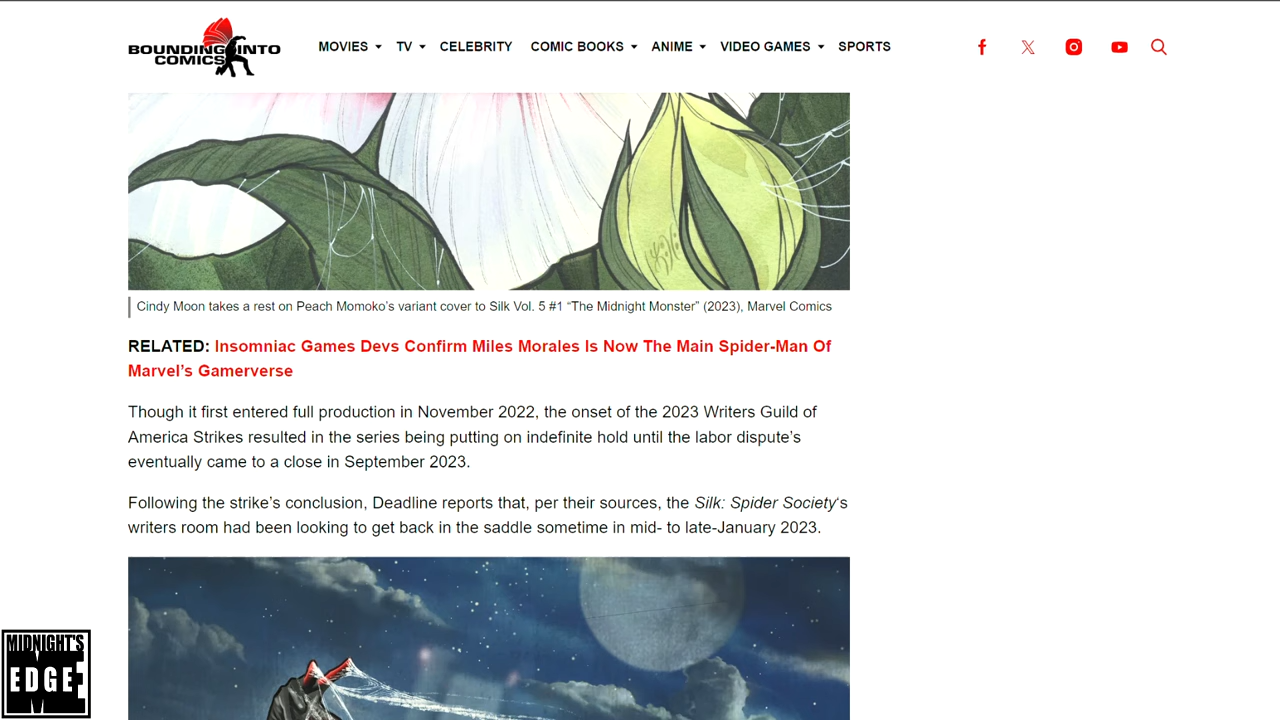 BOUNDING INTO
COMICS
MOVIES TV CELEBRITY COMIC BOOKS ANIME VIDEO GAMES SPORTS
Cindy Moon takes a rest on Peach Momoko’s variant cover to Silk Vol. 5 #1 “The Midnight Monster” (2023), Marvel Comics
RELATED: Insomniac Games Devs Confirm Miles Morales Is Now The Main Spider-Man Of
Marvel’s Gamerverse
Though it first entered full production in November 2022, the onset of the 2023 Writers Guild of
America Strikes resulted in the series being putting on indefinite hold until the labor dispute’s
eventually came to a close in September 2023.
Following the strike’s conclusion, Deadline reports that, per their sources, the Silk: Spider Society‘s
writers room had been looking to get back in the saddle sometime in mid- to late-January 2023.
MIDNIGHT'S
EDGE
ME